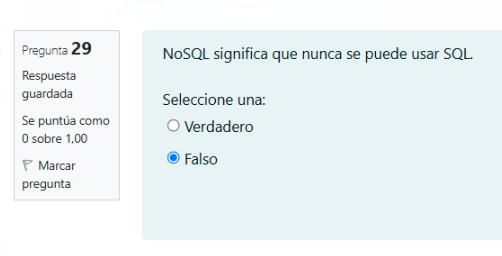 Pregunta 29
Respuesta
guardada
Se puntúa como
0 sobre 1,00
Marcar
pregunta
NoSQL significa que nunca se puede usar SQL.
Seleccione una:
Verdadero
Falso